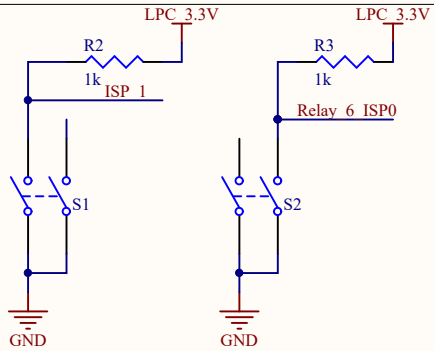 LPC_3.3V
LPC_3.3V
R2
R3
1k
1k
ISP_1
Relay_6_ISP0
S1
S2
GND
GND